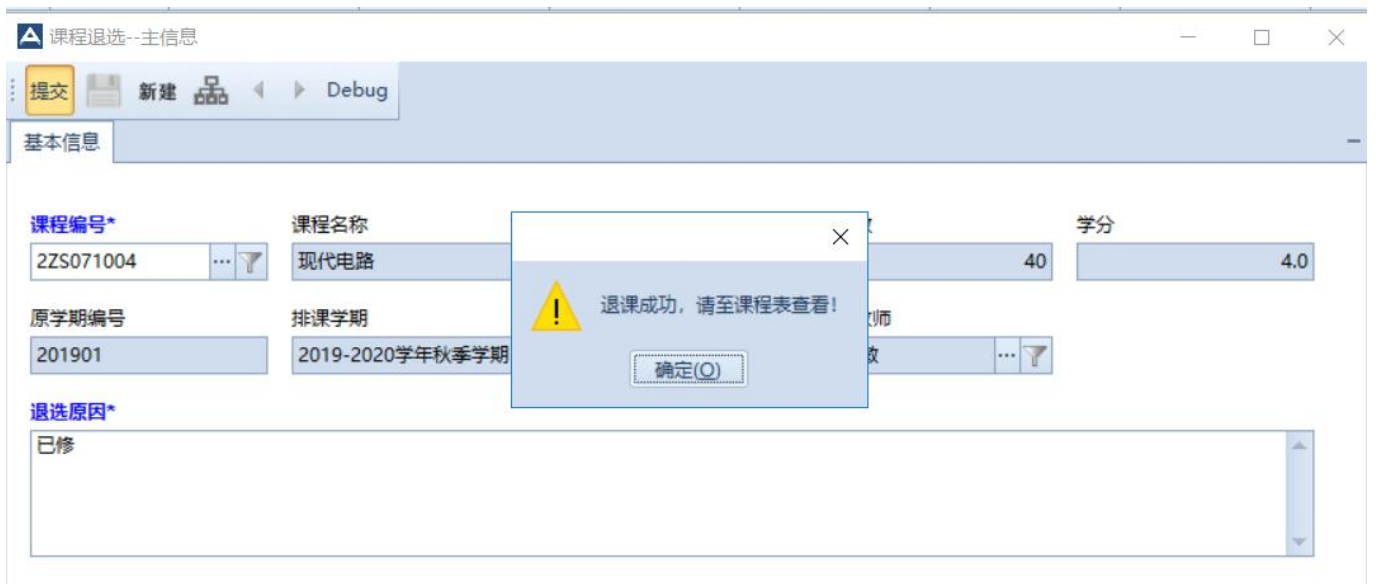 课程退选--主信息
提交 新建 Debug
基本信息
课程编号* 课程名称 学分
2ZS071004 ... 现代电路 40 4.0
退课成功，请至课程表查看！
确定(O)
原学期编号 排课学期 师
201901 2019-2020学年秋季学期 ...
退选原因*
已修